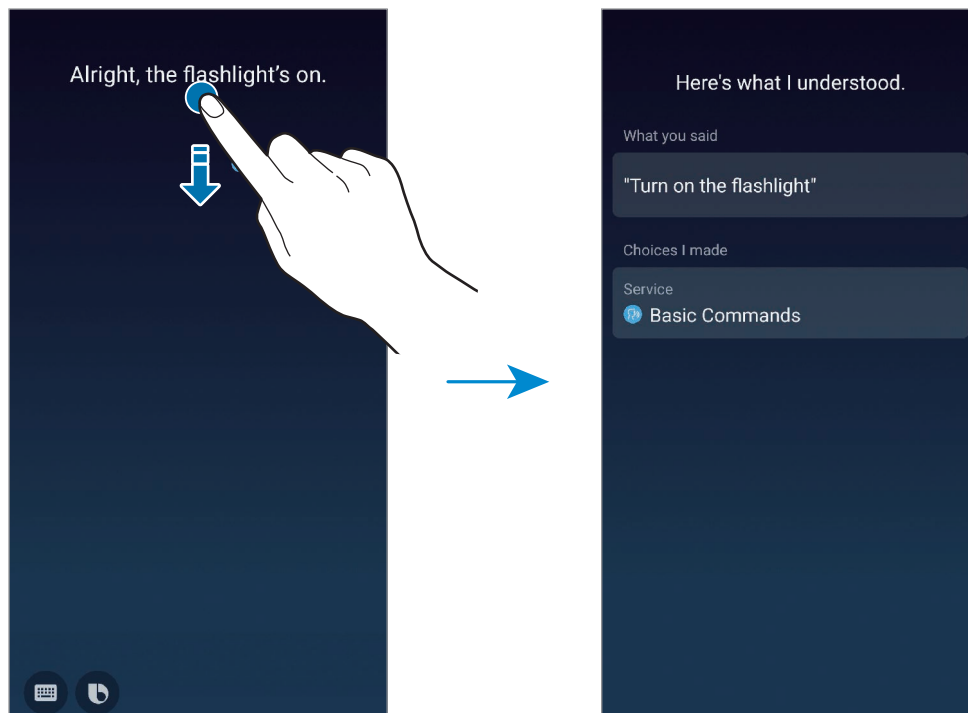 Alright, the flashlight's on.
Here's what I understood.
What you said
"Turn on the flashlight"
Choices I made
Service
Basic Commands